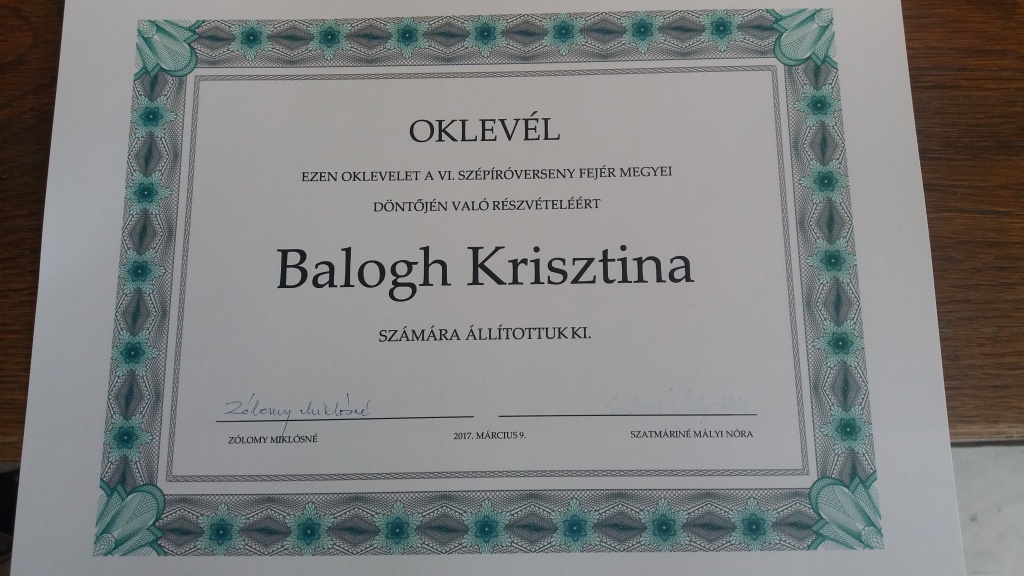 OKLEVÉL
EZEN OKLEVELET A VI. SZÉPÍRÓVERSENY FEJÉR MEGYEI
DÖNTŐJÉN VALÓ RÉSZVÉTELÉÉRT
Balogh Krisztina
SZÁMÁRA ÁLLÍTOTTUK KI.
Zólomy Miklósné
ZÓLOMY MIKLÓSNÉ 2017. MÁRCIUS 9. SZATMÁRINÉ MÁLYI NÓRA